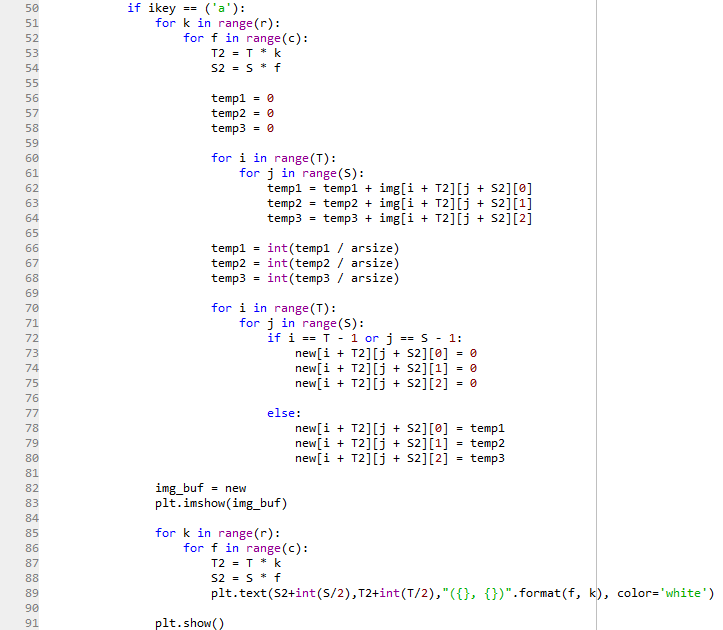 50 if ikey == ('a'):
51 for k in range(r):
52 for f in range(c):
53 T2 = T * k
54 S2 = S * f
55
56 temp1 = 0
57 temp2 = 0
58 temp3 = 0
59
60 for i in range(T):
61 for j in range(S):
62 temp1 = temp1 + img[i + T2][j + S2][0]
63 temp2 = temp2 + img[i + T2][j + S2][1]
64 temp3 = temp3 + img[i + T2][j + S2][2]
65
66 temp1 = int(temp1 / arsize)
67 temp2 = int(temp2 / arsize)
68 temp3 = int(temp3 / arsize)
69
70 for i in range(T):
71 for j in range(S):
72 if i == T - 1 or j == S - 1:
73 new[i + T2][j + S2][0] = 0
74 new[i + T2][j + S2][1] = 0
75 new[i + T2][j + S2][2] = 0
76
77 else:
78 new[i + T2][j + S2][0] = temp1
79 new[i + T2][j + S2][1] = temp2
80 new[i + T2][j + S2][2] = temp3
81
82 img_buf = new
83 plt.imshow(img_buf)
84
85 for k in range(r):
86 for f in range(c):
87 T2 = T * k
88 S2 = S * f
89 plt.text(S2+int(S/2),T2+int(T/2),"({}, {})".format(f, k), color='white')
90
91 plt.show()